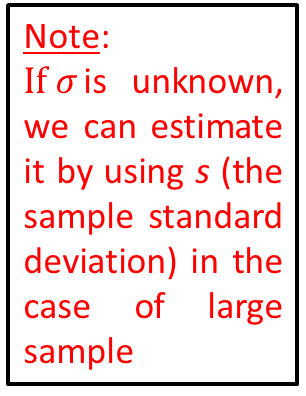 Note:
If σ is unknown,
we can estimate
it by using s (the
sample standard
deviation) in the
case of large
sample